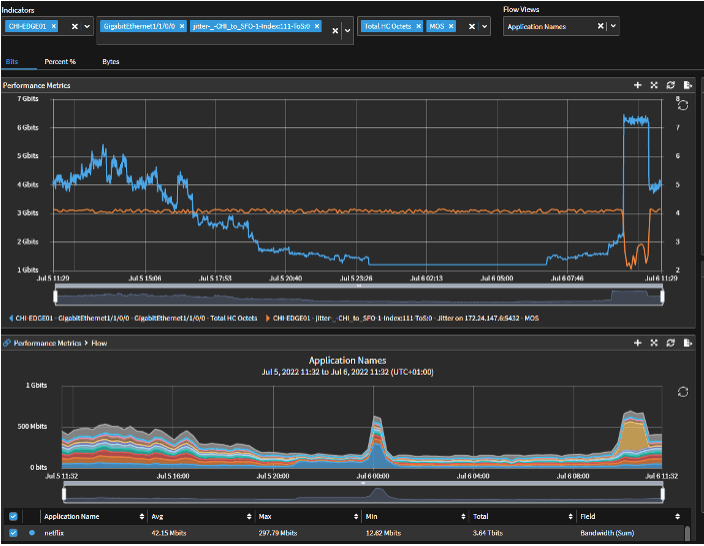 Indicators
Flow Views
CHI-EDGE01 GigabitEthernet1/1/0/0 jitter-_-CHI_to_SFO-1-Index:111-ToS:0 Total HC Octets MOS Application Names
Bits Percent % Bytes
Performance Metrics
7 Gbits 8
6 Gbits 7
5 Gbits 6
4 Gbits 5
3 Gbits 4
2 Gbits 3
1 Gbits 2
Jul 5 11:29 Jul 5 15:06 Jul 5 17:53 Jul 5 20:40 Jul 5 23:26 Jul 6 02:13 Jul 6 05:00 Jul 6 07:46 Jul 6 11:29
CHI-EDGE01 - GigabitEthernet1/1/0/0 - GigabitEthernet1/1/0/0 - Total HC Octets CHI-EDGE01 - jitter-_-CHI_to_SFO-1-Index:111-ToS:0 - Jitter on 172.24.147.6:5432 - MOS
Performance Metrics > Flow
Application Names
Jul 5, 2022 11:32 to Jul 6, 2022 11:32 (UTC+01:00)
1 Gbits
500 Mbits
0 bits
Jul 5 11:32 Jul 5 16:00 Jul 5 20:00 Jul 6 00:00 Jul 6 04:00 Jul 6 08:00 Jul 6 11:32
Application Name Avg Max Min Total Field
netflix 42.15 Mbits 297.79 Mbits 12.62 Mbits 3.64 Tbits Bandwidth (Sum)